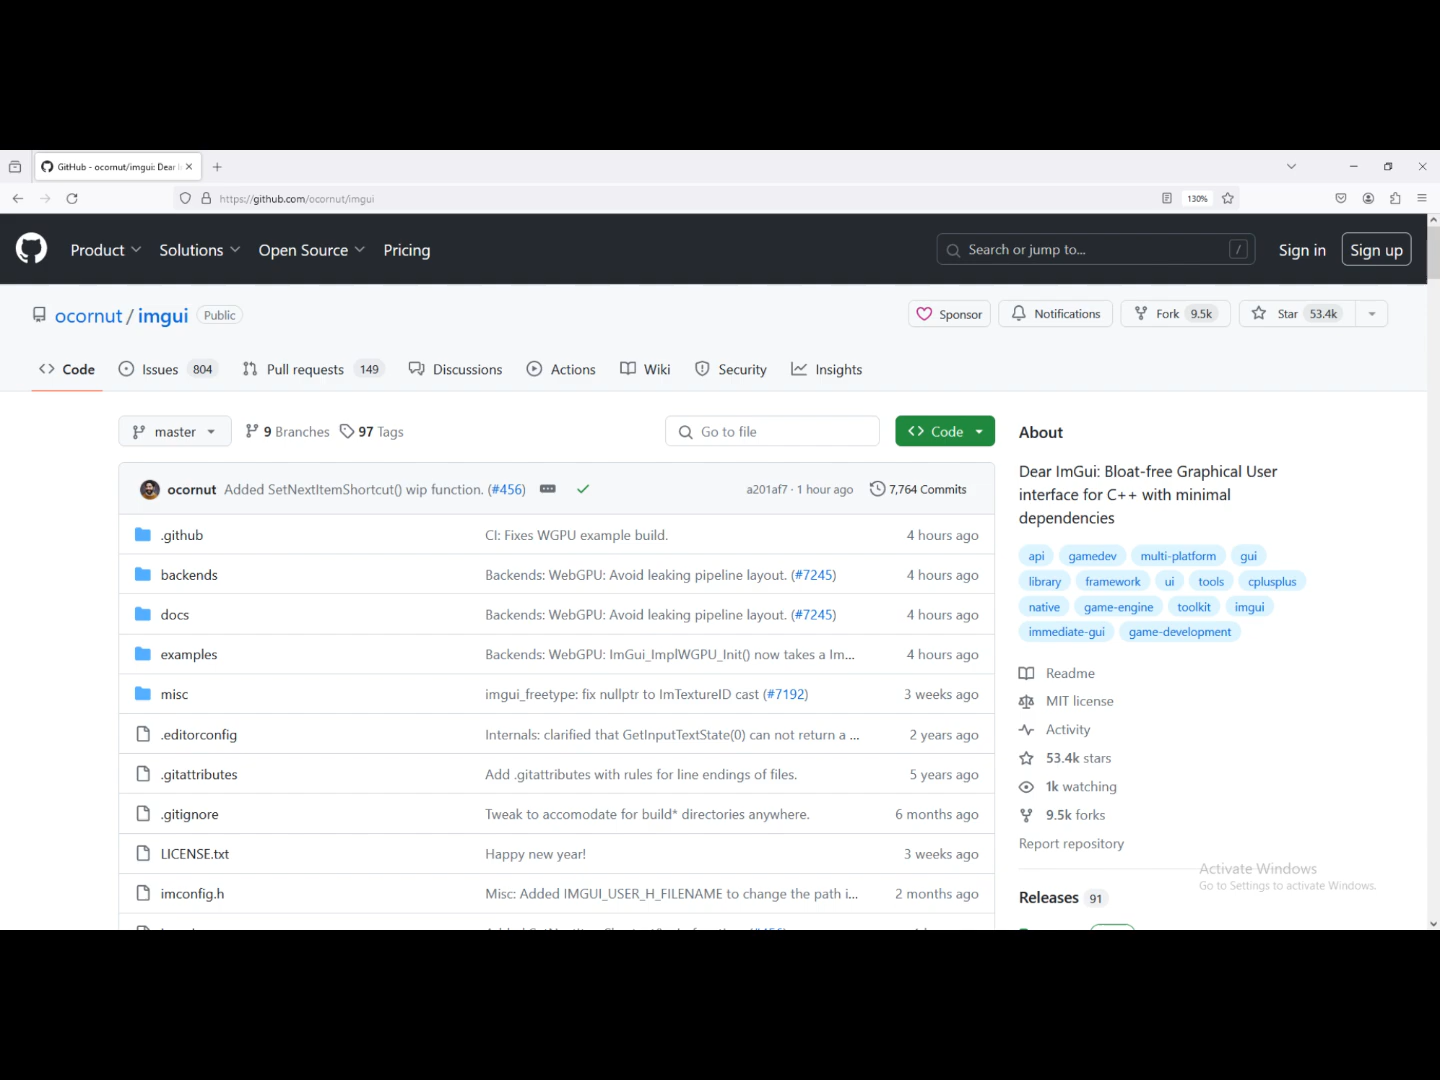 GitHub - ocornut/imgui: Dear I
https://github.com/ocornut/imgui
130%
Product Solutions Open Source Pricing
Search or jump to... /
Sign in Sign up
ocornut / imgui Public
Sponsor Notifications Fork 9.5k Star 53.4k
Code Issues 804 Pull requests 149 Discussions Actions Wiki Security Insights
master 9 Branches 97 Tags
Go to file
Code
ocornut Added SetNextItemShortcut() wip function. (#456) a201af7 · 1 hour ago 7,764 Commits
.github CI: Fixes WGPU example build. 4 hours ago
backends Backends: WebGPU: Avoid leaking pipeline layout. (#7245) 4 hours ago
docs Backends: WebGPU: Avoid leaking pipeline layout. (#7245) 4 hours ago
examples Backends: WebGPU: ImGui_ImplWGPU_Init() now takes a Im... 4 hours ago
misc imgui_freetype: fix nullptr to ImTextureID cast (#7192) 3 weeks ago
.editorconfig Internals: clarified that GetInputTextState(0) can not return a ... 2 years ago
.gitattributes Add .gitattributes with rules for line endings of files. 5 years ago
.gitignore Tweak to accomodate for build* directories anywhere. 6 months ago
LICENSE.txt Happy new year! 3 weeks ago
imconfig.h Misc: Added IMGUI_USER_H_FILENAME to change the path i... 2 months ago
About
Dear ImGui: Bloat-free Graphical User
interface for C++ with minimal
dependencies
api gamedev multi-platform gui
library framework ui tools cplusplus
native game-engine toolkit imgui
immediate-gui game-development
Readme
MIT license
Activity
53.4k stars
1k watching
9.5k forks
Report repository
Releases 91
Activate Windows
Go to Settings to activate Windows.